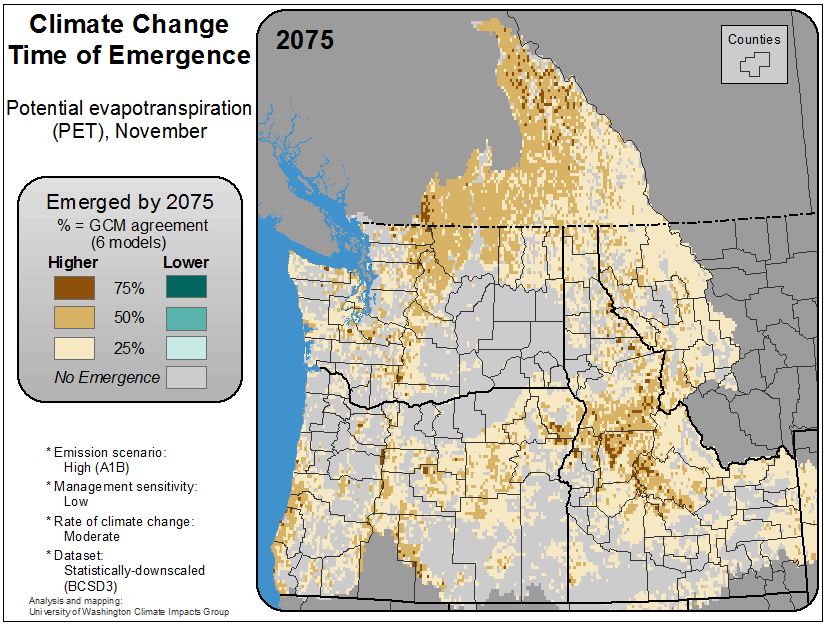 Climate Change
Time of Emergence
Potential evapotranspiration
(PET), November
Emerged by 2075
% = GCM agreement
(6 models)
Higher Lower
75%
50%
25%
No Emergence
* Emission scenario:
High (A1B)
* Management sensitivity:
Low
* Rate of climate change:
Moderate
* Dataset:
Statistically-downscaled
(BCSD3)
Analysis and mapping:
University of Washington Climate Impacts Group
2075
Counties